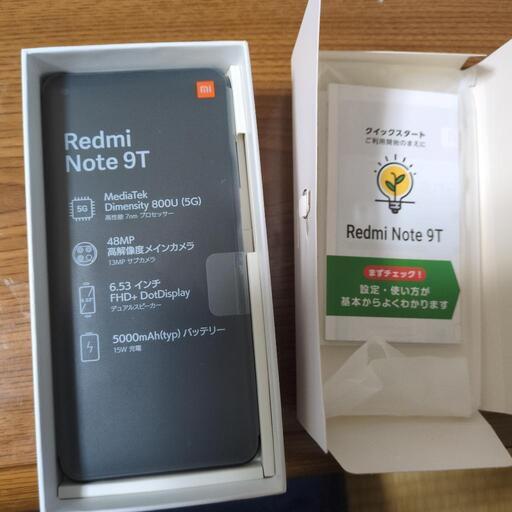 mi
Redmi
Note 9T
5G
MediaTek
Dimensity 800U (5G)
高性能 7nm プロセッサー
48MP
高解像度メインカメラ
13MP サブカメラ
6.53"
6.53 インチ
FHD+ DotDisplay
デュアルスピーカー
5000mAh(typ) バッテリー
15W 充電
クイックスタート
ご利用開始のまえに
Redmi Note 9T
まずチェック！
設定・使い方が
基本からよくわかります